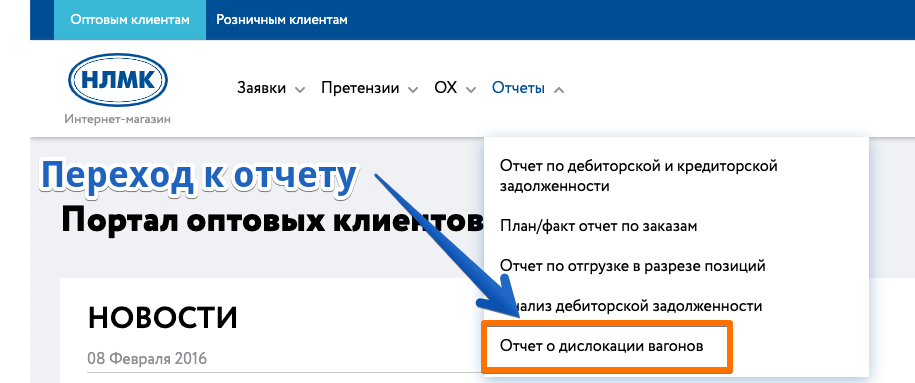 Оптовым клиентам Розничным клиентам
НЛМК
Интернет-магазин
Заявки Претензии ОХ Отчеты
Переход к отчету
Портал оптовых клиентов
Отчет по дебиторской и кредиторской
задолженности
План/факт отчет по заказам
Отчет по отгрузке в разрезе позиций
дебиторской задолженности
Отчет о дислокации вагонов
НОВОСТИ
08 Февраля 2016